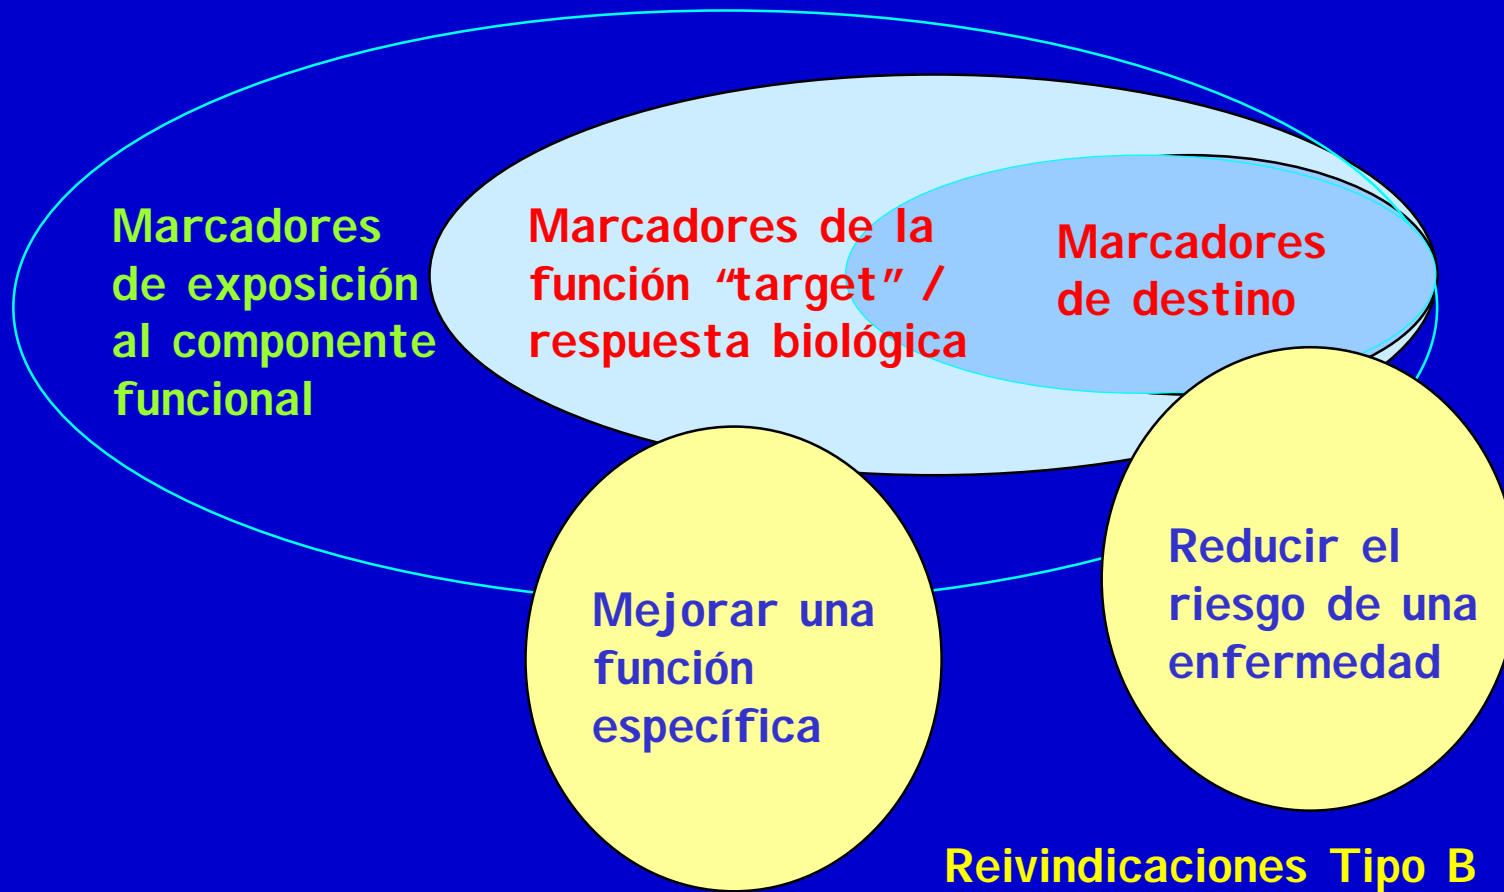 Marcadores
de exposición
al componente
funcional
Marcadores de la
función “target” /
respuesta biológica
Marcadores
de destino
Mejorar una
función
específica
Reducir el
riesgo de una
enfermedad
Reivindicaciones Tipo B